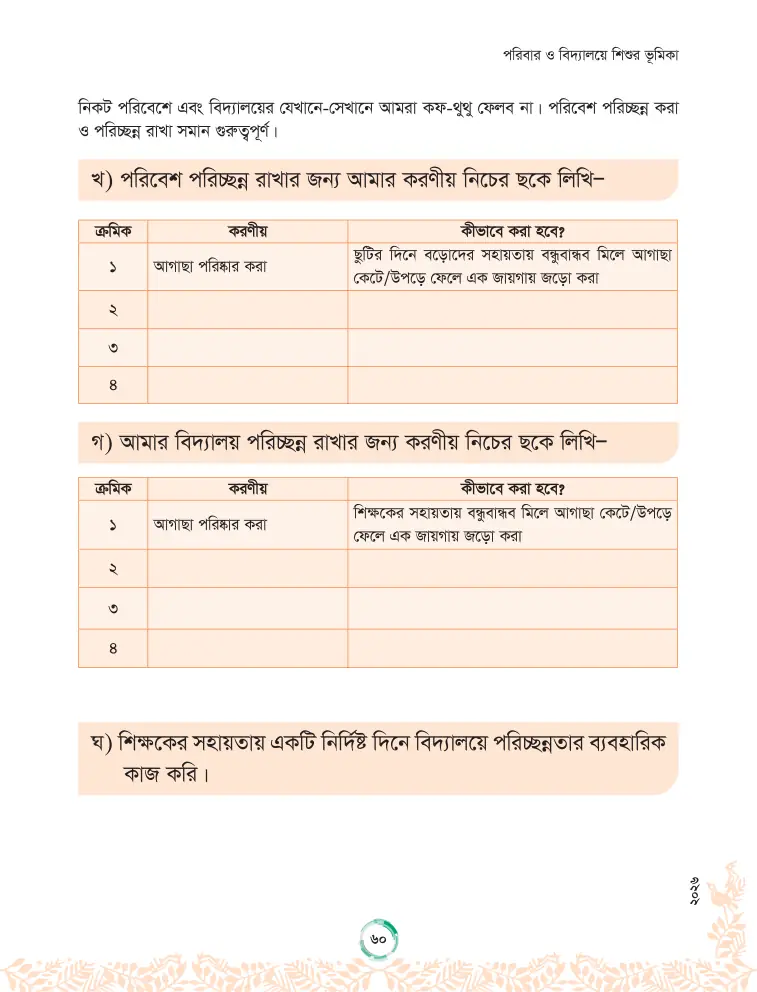 পরিবার ও বিদ্যালয়ে শিশুর ভূমিকা
নিকট পরিবেশে এবং বিদ্যালয়ের যেখানে-সেখানে আমরা কফ-থুথু ফেলব না। পরিবেশ পরিচ্ছন্ন করা
ও পরিচ্ছন্ন রাখা সমান গুরুত্বপূর্ণ।
খ) পরিবেশ পরিচ্ছন্ন রাখার জন্য আমার করণীয় নিচের ছকে লিখি–
ক্রমিক করণীয় কীভাবে করা হবে?
১ আগাছা পরিষ্কার করা ছুটির দিনে বড়োদের সহায়তায় বন্ধুবান্ধব মিলে আগাছা
কেটে/উপড়ে ফেলে এক জায়গায় জড়ো করা
২
৩
৪
গ) আমার বিদ্যালয় পরিচ্ছন্ন রাখার জন্য করণীয় নিচের ছকে লিখি–
ক্রমিক করণীয় কীভাবে করা হবে?
১ আগাছা পরিষ্কার করা শিক্ষকের সহায়তায় বন্ধুবান্ধব মিলে আগাছা কেটে/উপড়ে
ফেলে এক জায়গায় জড়ো করা
২
৩
৪
ঘ) শিক্ষকের সহায়তায় একটি নির্দিষ্ট দিনে বিদ্যালয়ে পরিচ্ছন্নতার ব্যবহারিক
কাজ করি।
২০২৬
৬০